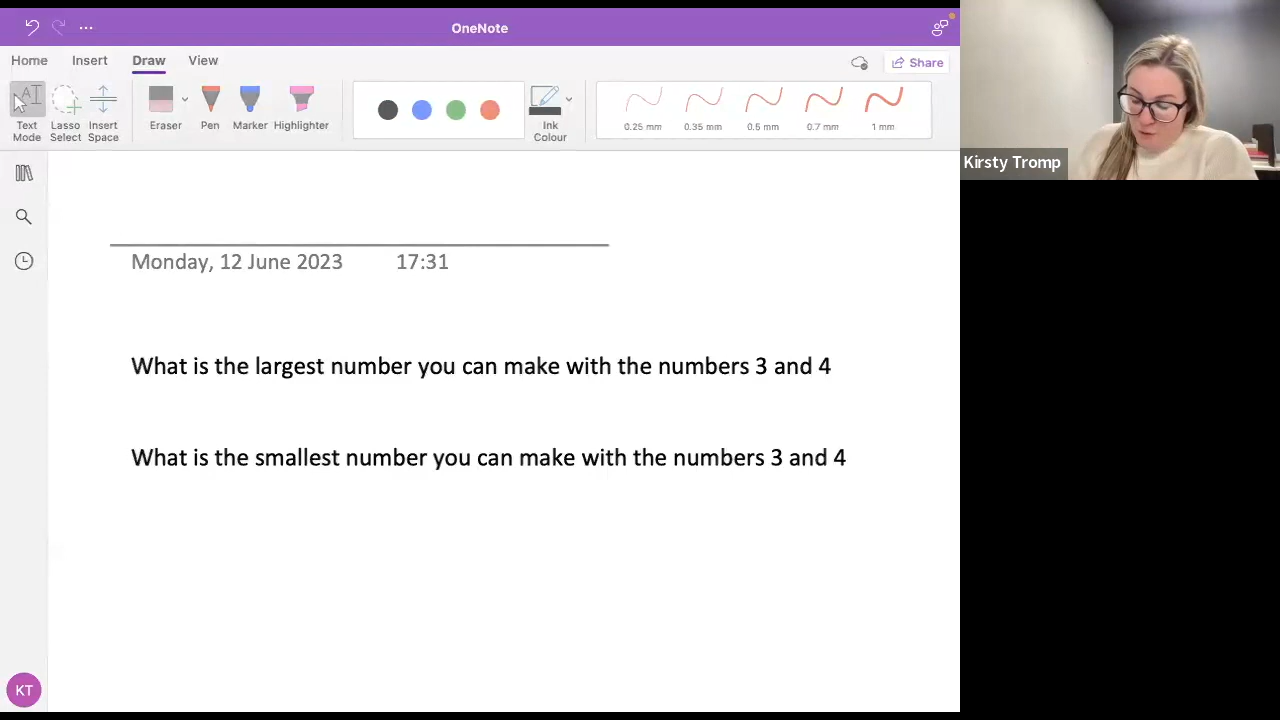 OneNote
Home Insert Draw View
Share
Text Mode
Lasso Select
Insert Space
Eraser
Pen
Marker
Highlighter
Ink Colour
0.25 mm
0.35 mm
0.5 mm
0.7 mm
1 mm
Kirsty Tromp
Monday, 12 June 2023 17:31
What is the largest number you can make with the numbers 3 and 4
What is the smallest number you can make with the numbers 3 and 4
KT